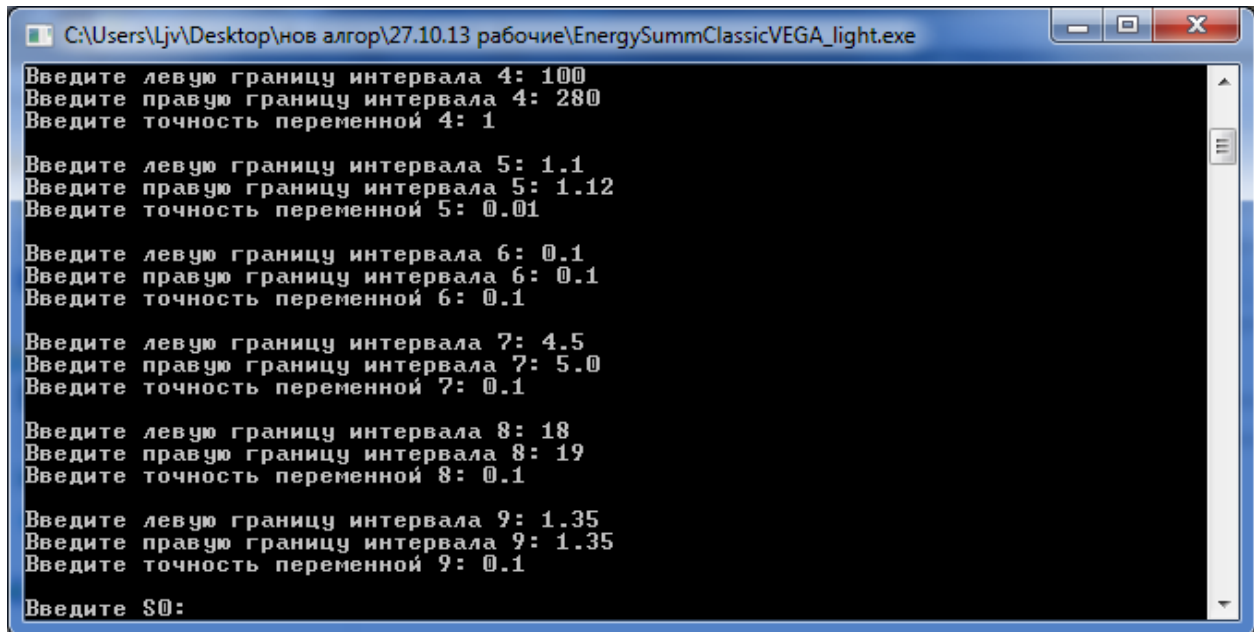 C:\Users\Ljv\Desktop\нов алгор\27.10.13 рабочие\EnergySummClassicVEGA_light.exe
Введите левую границу интервала 4: 100
Введите правую границу интервала 4: 280
Введите точность переменной 4: 1
Введите левую границу интервала 5: 1.1
Введите правую границу интервала 5: 1.12
Введите точность переменной 5: 0.01
Введите левую границу интервала 6: 0.1
Введите правую границу интервала 6: 0.1
Введите точность переменной 6: 0.1
Введите левую границу интервала 7: 4.5
Введите правую границу интервала 7: 5.0
Введите точность переменной 7: 0.1
Введите левую границу интервала 8: 18
Введите правую границу интервала 8: 19
Введите точность переменной 8: 0.1
Введите левую границу интервала 9: 1.35
Введите правую границу интервала 9: 1.35
Введите точность переменной 9: 0.1
Введите S0: